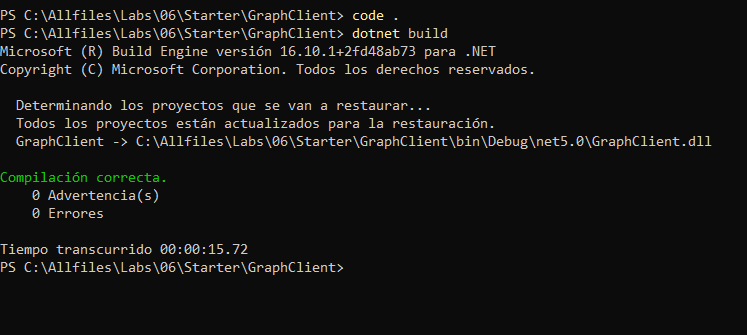 PS C:\Allfiles\Labs\06\Starter\GraphClient> code .
PS C:\Allfiles\Labs\06\Starter\GraphClient> dotnet build
Microsoft (R) Build Engine versión 16.10.1+2fd48ab73 para .NET
Copyright (C) Microsoft Corporation. Todos los derechos reservados.
  Determinando los proyectos que se van a restaurar...
  Todos los proyectos están actualizados para la restauración.
  GraphClient -> C:\Allfiles\Labs\06\Starter\GraphClient\bin\Debug\net5.0\GraphClient.dll
Compilación correcta.
    0 Advertencia(s)
    0 Errores
Tiempo transcurrido 00:00:15.72
PS C:\Allfiles\Labs\06\Starter\GraphClient>